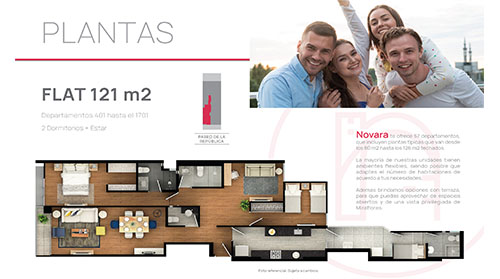 PLANTAS
FLAT 121 m2
Departamentos 401 hasta el 1701
2 Dormitorios + Estar
PASEO DE LA
REPÚBLICA
Novara te ofrece 67 departamentos,
que incluyen plantas típicas que van desde
los 60 m2 hasta los 126 m2 techados.
La mayoría de nuestras unidades tienen
ambientes flexibles, siendo posible que
adaptes el número de habitaciones de
acuerdo a tus necesidades.
Además brindamos opciones con terraza,
para que puedas aprovechar de espacios
abiertos y de una vista privilegiada de
Miraflores.
Foto referencial. Sujeta a cambios.